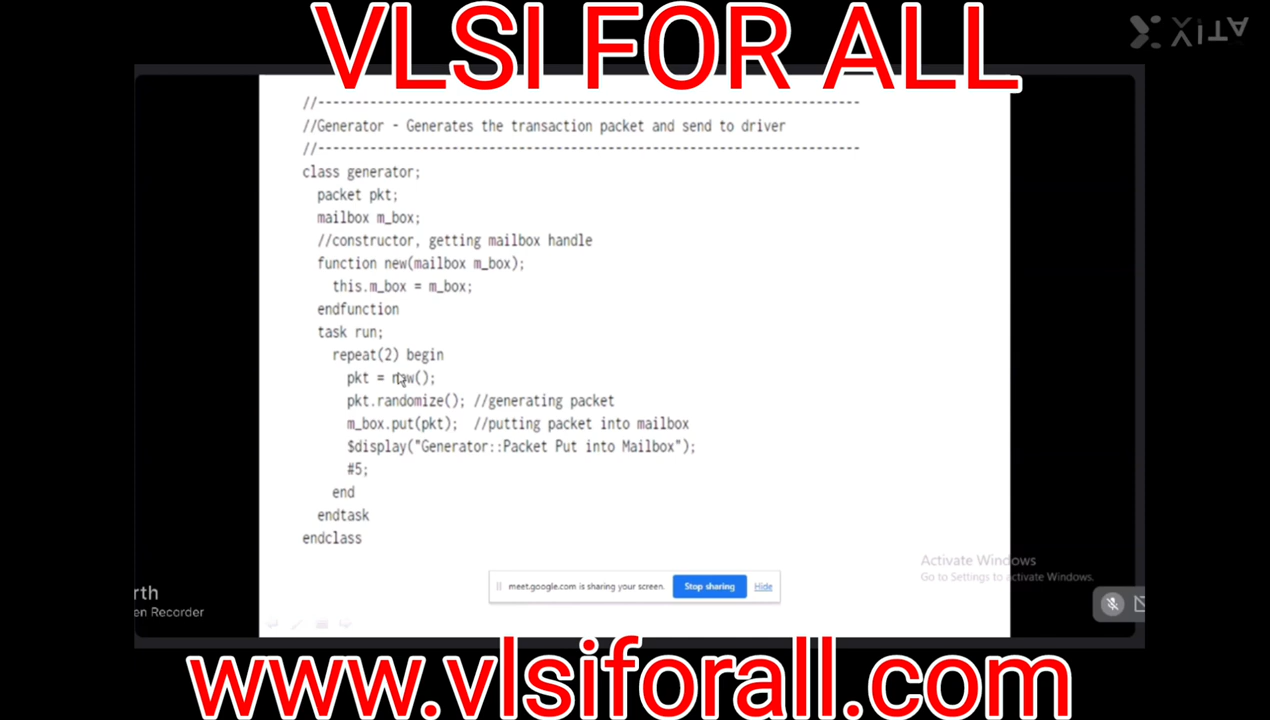 VLSI FOR ALL
//-------------------------------------------------------------------------
//Generator - Generates the transaction packet and send to driver
//-------------------------------------------------------------------------
class generator;
packet pkt;
mailbox m_box;
//constructor, getting mailbox handle
function new(mailbox m_box);
this.m_box = m_box;
endfunction
task run;
repeat(2) begin
pkt = new();
pkt.randomize(); //generating packet
m_box.put(pkt); //putting packet into mailbox
$display("Generator::Packet Put into Mailbox");
#5;
end
endtask
endclass
Activate Windows
Go to Settings to activate Windows.
meet.google.com is sharing your screen. Stop sharing Hide
rth
en Recorder
www.vlsiforall.com